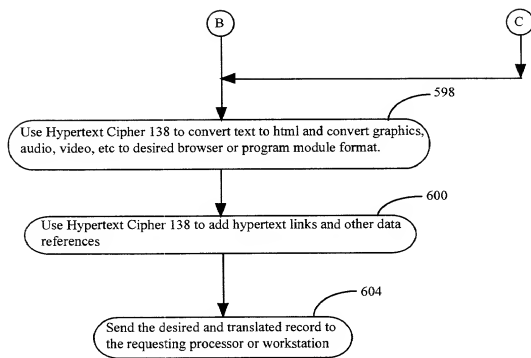 B
C
598
Use Hypertext Cipher 138 to convert text to html and convert graphics,
audio, video, etc to desired browser or program module format.
600
Use Hypertext Cipher 138 to add hypertext links and other data
references
604
Send the desired and translated record to
the requesting processor or workstation